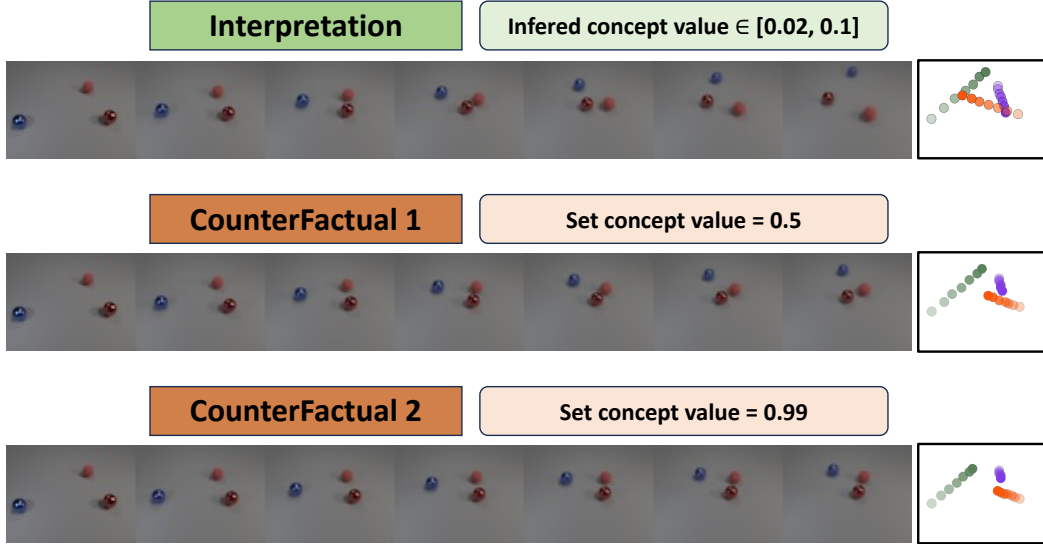 Interpretation
Infered concept value ∈ [0.02, 0.1]
CounterFactual 1
Set concept value = 0.5
CounterFactual 2
Set concept value = 0.99